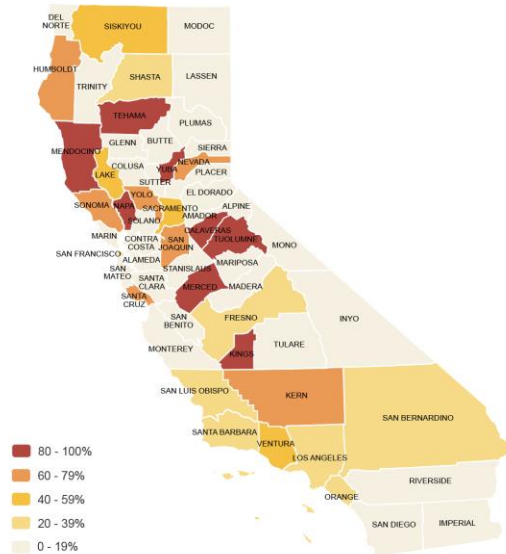 DEL
NORTE
SISKIYOU
MODOC
HUMBOLDT
TRINITY
SHASTA
LASSEN
TEHAMA
PLUMAS
MENDOCINO
GLENN
BUTTE
SIERRA
LAKE
COLUSA
YUBA
NEVADA
PLACER
SUTTER
SONOMA
NAPA
YOLO
EL DORADO
SACRAMENTO
AMADOR
ALPINE
SOLANO
MARIN
CALAVERAS
TUOLUMNE
MONO
SAN FRANCISCO
CONTRA
COSTA
SAN
JOAQUIN
ALAMEDA
STANISLAUS
MARIPOSA
SAN
MATEO
SANTA
CLARA
MERCED
MADERA
SANTA
CRUZ
SAN
BENITO
FRESNO
INYO
MONTEREY
KINGS
TULARE
SAN LUIS OBISPO
KERN
SAN BERNARDINO
SANTA BARBARA
VENTURA
LOS ANGELES
ORANGE
RIVERSIDE
SAN DIEGO
IMPERIAL
80 - 100%
60 - 79%
40 - 59%
20 - 39%
0 - 19%